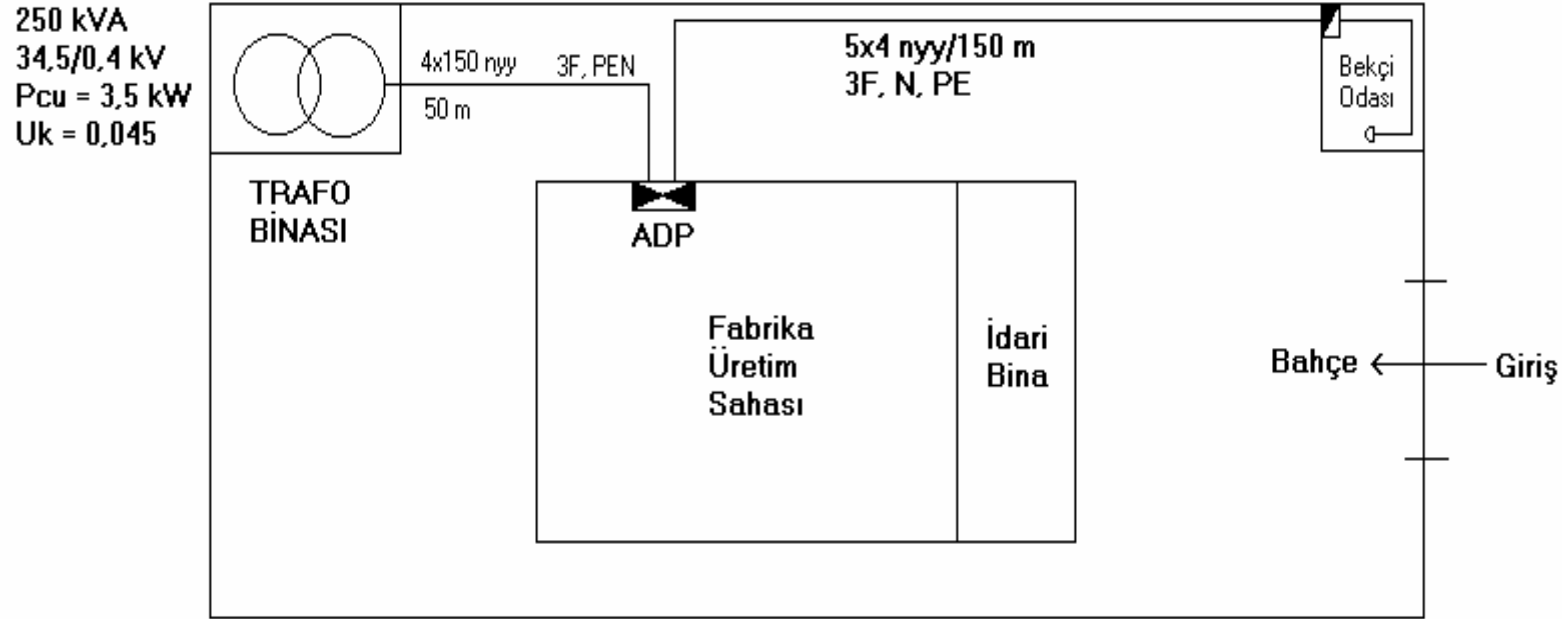 250 kVA
34,5/0,4 kV
Pcu = 3,5 kW
Uk = 0,045
4x150 nyy 3F, PEN
50 m
5x4 nyy/150 m
3F, N, PE
Bekçi
Odası
TRAFO
BİNASI
ADP
Fabrika
Üretim
Sahası
İdari
Bina
Bahçe
Giriş